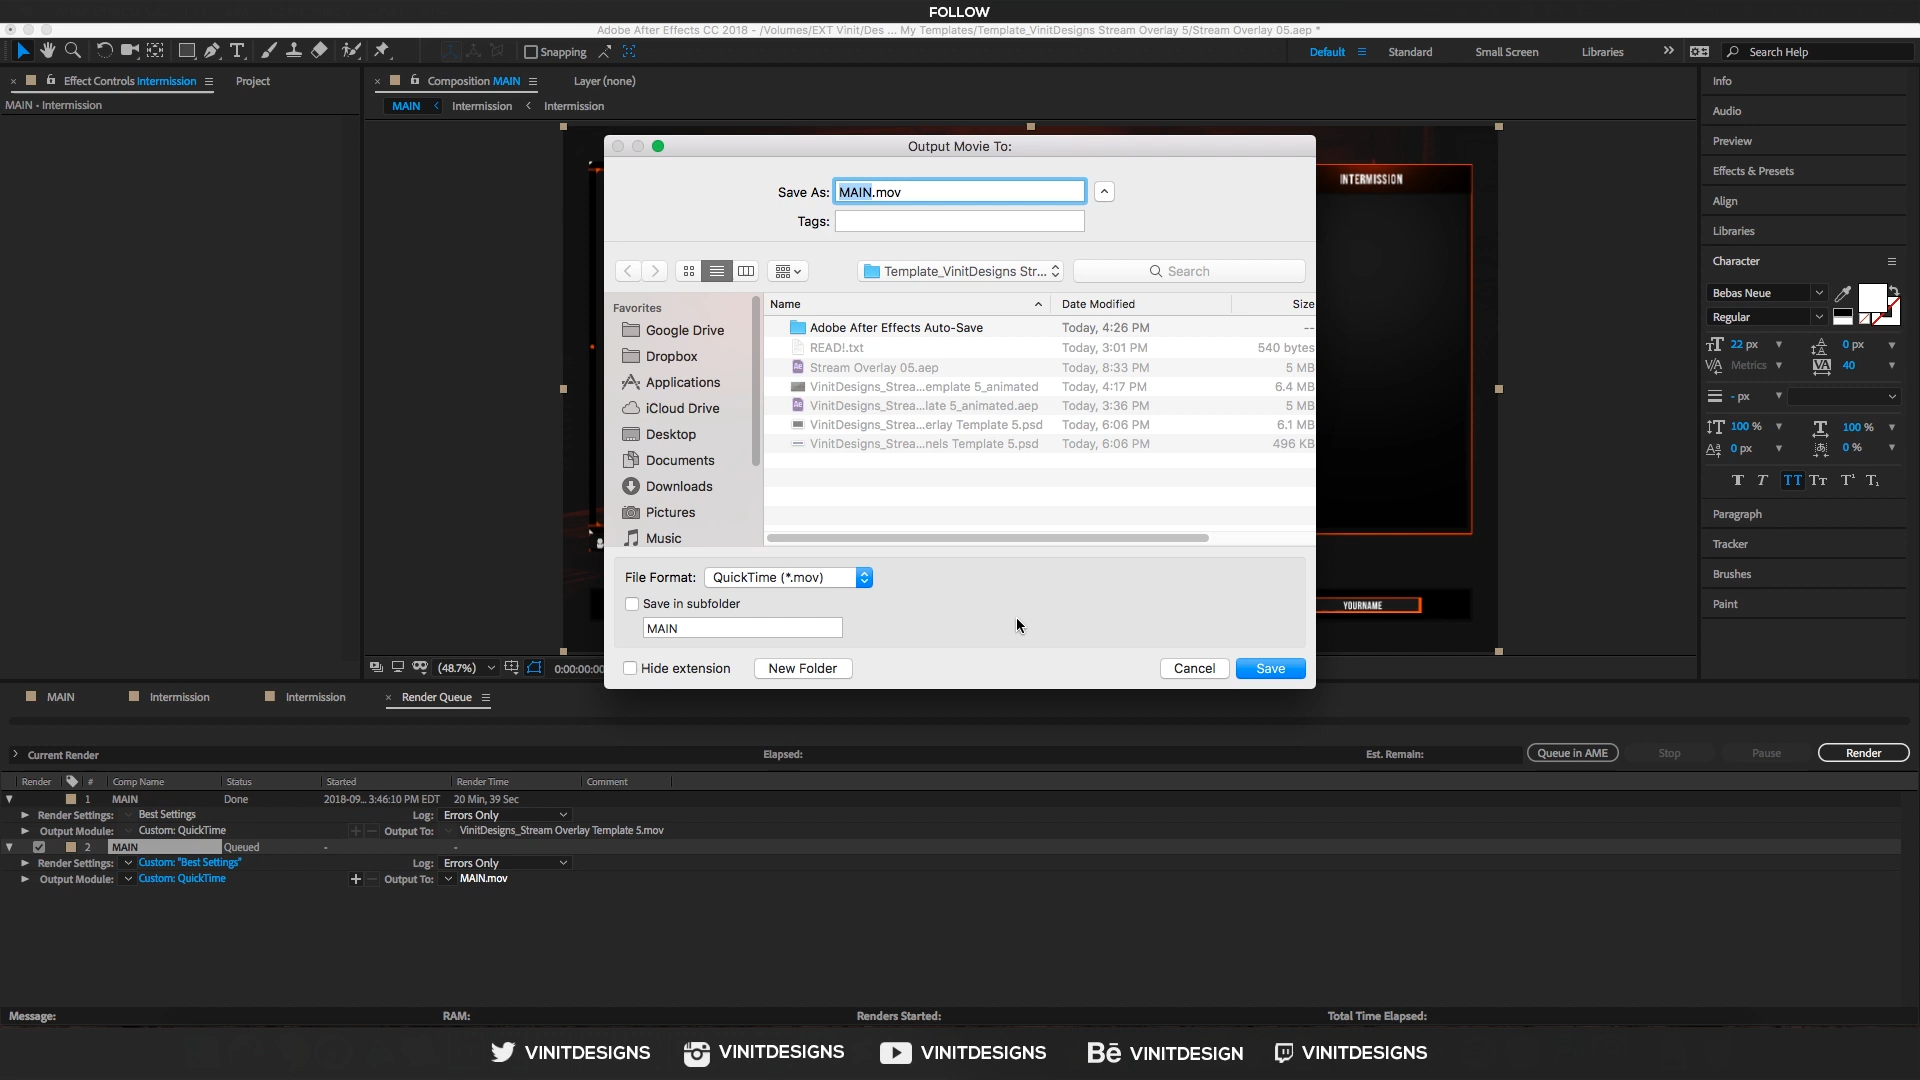 FOLLOW
Adobe After Effects CC 2018 - /Volumes/EXT Vinit/Des ... My Templates/Template_VinitDesigns Stream Overlay 5/Stream Overlay 05.aep *
Snapping
Default
Standard
Small Screen
Libraries
Search Help
Effect Controls Intermission
Project
Composition MAIN
Layer (none)
MAIN • Intermission
MAIN
Intermission
Intermission
Info
Audio
Preview
Effects & Presets
Align
Libraries
Character
Bebas Neue
Regular
22 px
0 px
Metrics
40
- px
100 %
100 %
0 px
0 %
Paragraph
Tracker
Brushes
Paint
INTERMISSION
YOURNAME
Output Movie To:
Save As: MAIN.mov
Tags:
Template_VinitDesigns Str...
Search
Favorites
Google Drive
Dropbox
Applications
iCloud Drive
Desktop
Documents
Downloads
Pictures
Music
Name Date Modified Size
Adobe After Effects Auto-Save Today, 4:26 PM --
READ!.txt Today, 3:01 PM 540 bytes
Stream Overlay 05.aep Today, 8:33 PM 5 MB
VinitDesigns_Strea...emplate 5_animated Today, 4:17 PM 6.4 MB
VinitDesigns_Strea...late 5_animated.aep Today, 3:36 PM 5 MB
VinitDesigns_Strea...erlay Template 5.psd Today, 6:06 PM 6.1 MB
VinitDesigns_Strea...nels Template 5.psd Today, 6:06 PM 496 KB
File Format: QuickTime (*.mov)
Save in subfolder
MAIN
Hide extension
New Folder
Cancel
Save
(48.7%)
0:00:00:00
MAIN
Intermission
Intermission
Render Queue
Current Render
Elapsed:
Est. Remain:
Queue in AME
Stop
Pause
Render
Render # Comp Name Status Started Render Time Comment
1 MAIN Done 2018-09... 3:46:10 PM EDT 20 Min, 39 Sec
Render Settings: Best Settings Log: Errors Only
Output Module: Custom: QuickTime Output To: VinitDesigns_Stream Overlay Template 5.mov
2 MAIN Queued - -
Render Settings: Custom: "Best Settings" Log: Errors Only
Output Module: Custom: QuickTime Output To: MAIN.mov
Message:
RAM:
Renders Started:
Total Time Elapsed:
VINITDESIGNS
VINITDESIGNS
VINITDESIGNS
Bē VINITDESIGN
VINITDESIGNS